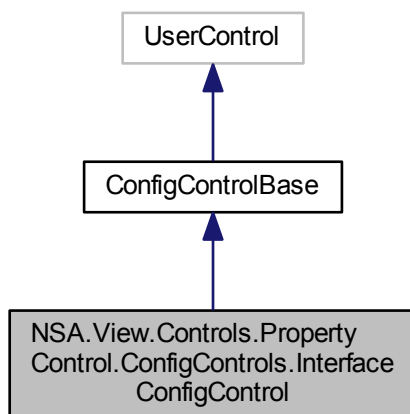 UserControl
ConfigControlBase
NSA.View.Controls.Property
Control.ConfigControls.Interface
ConfigControl